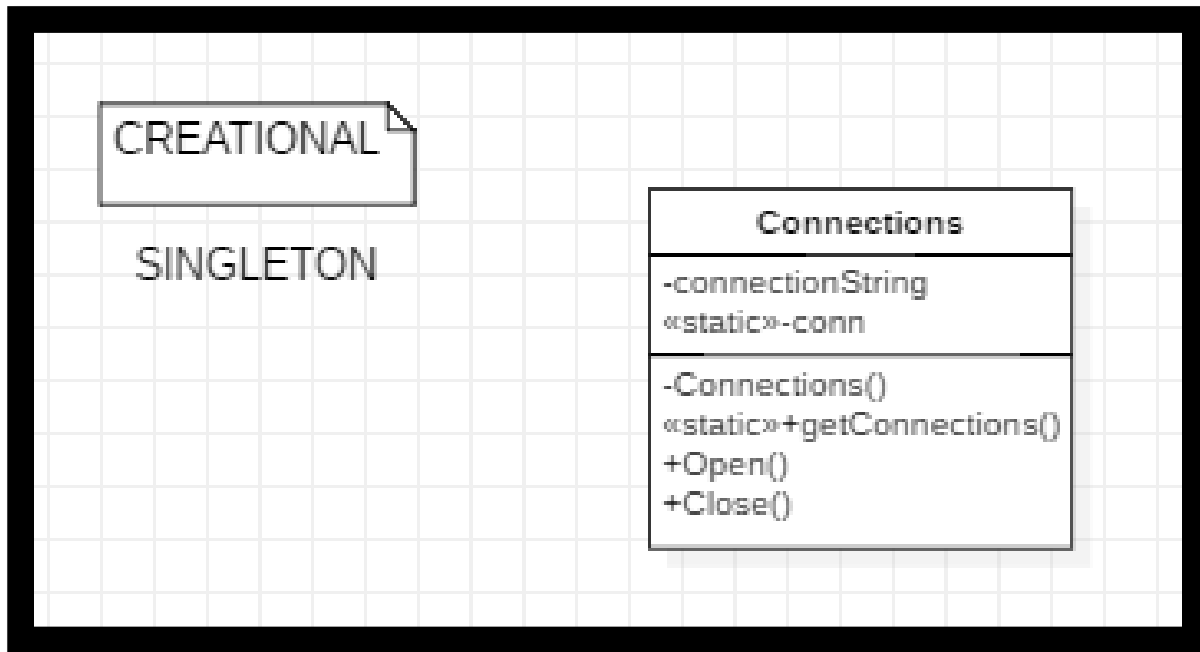 CREATIONAL
SINGLETON
Connections
-connectionString
«static»-conn
-Connections()
«static»+getConnections()
+Open()
+Close()